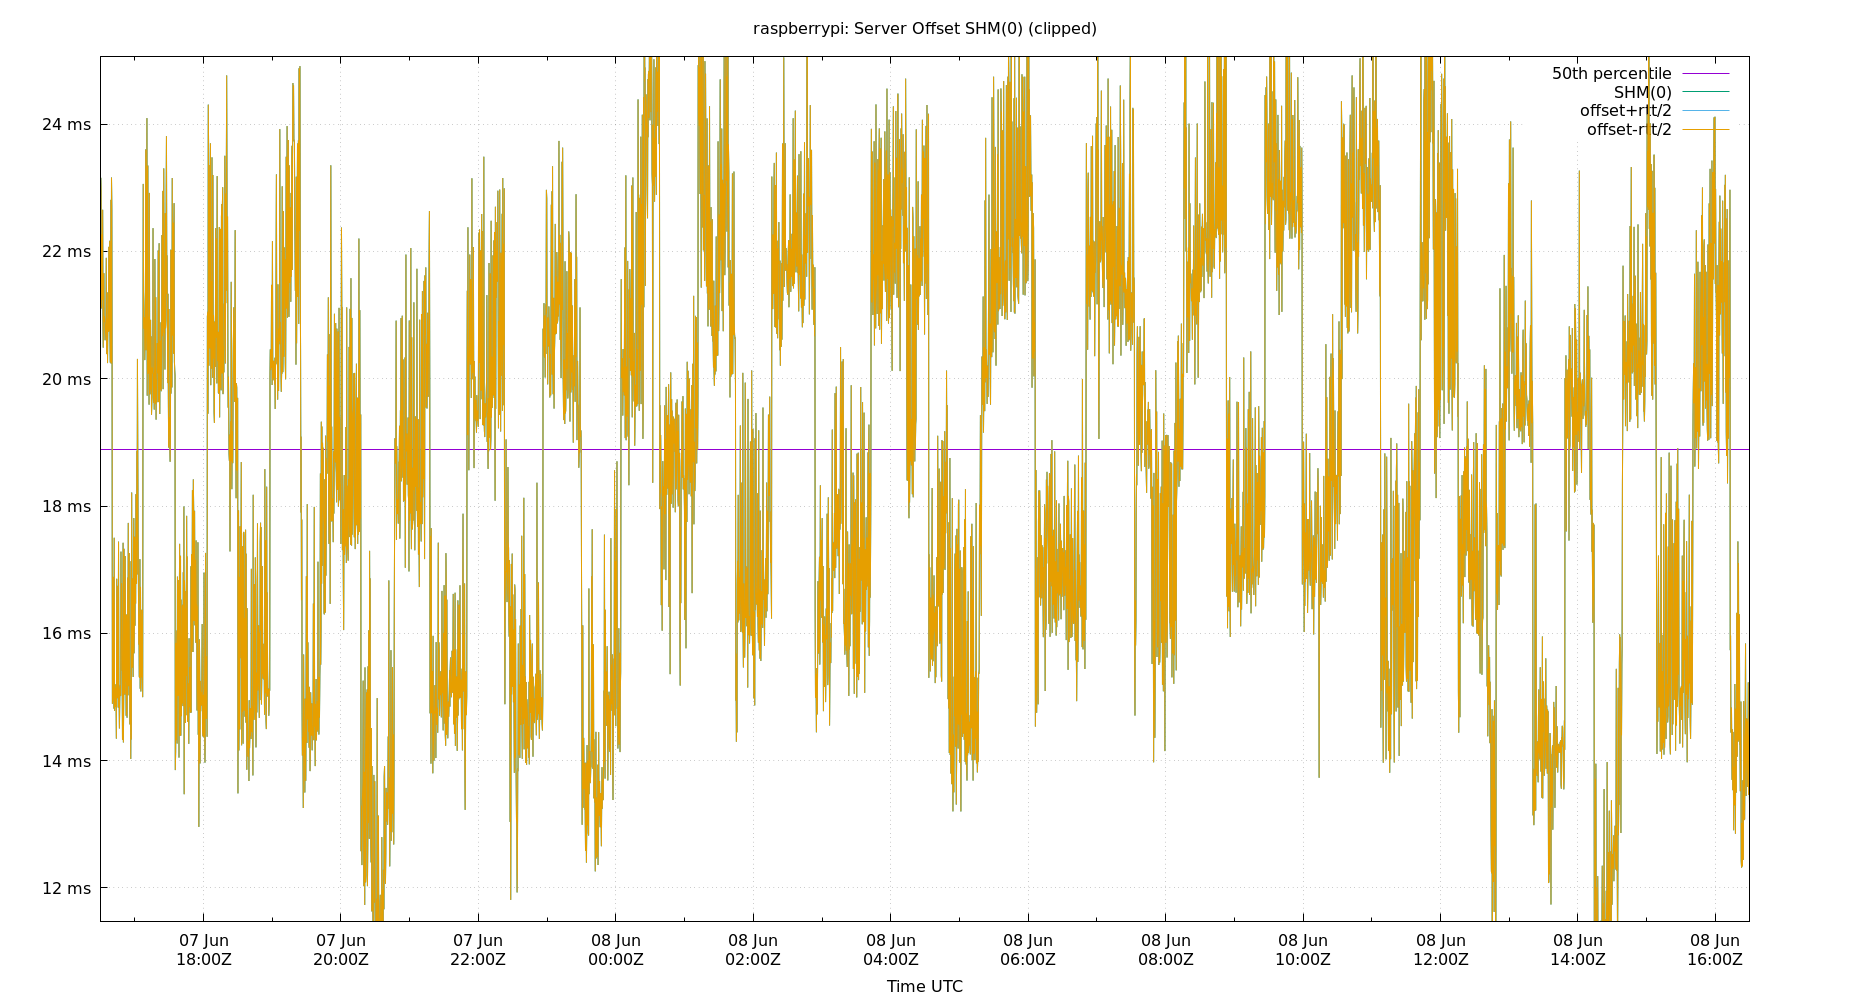 raspberrypi: Server Offset SHM(0) (clipped)
50th percentile
SHM(0)
offset+rtt/2
offset-rtt/2
24 ms
22 ms
20 ms
18 ms
16 ms
14 ms
12 ms
07 Jun 07 Jun 07 Jun 08 Jun 08 Jun 08 Jun 08 Jun 08 Jun 08 Jun 08 Jun 08 Jun 08 Jun
18:00Z 20:00Z 22:00Z 00:00Z 02:00Z 04:00Z 06:00Z 08:00Z 10:00Z 12:00Z 14:00Z 16:00Z
Time UTC